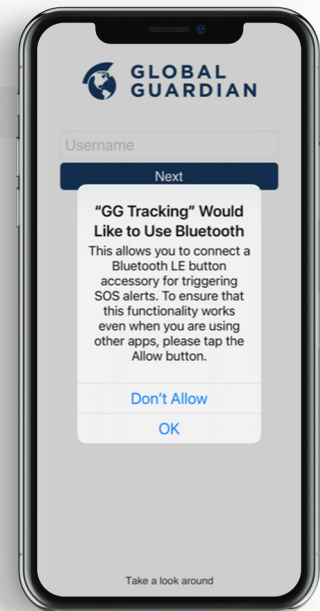 GLOBAL
GUARDIAN
Username
Next
“GG Tracking” Would
Like to Use Bluetooth
This allows you to connect a
Bluetooth LE button
accessory for triggering
SOS alerts. To ensure that
this functionality works
even when you are using
other apps, please tap the
Allow button.
Don't Allow
OK
Take a look around